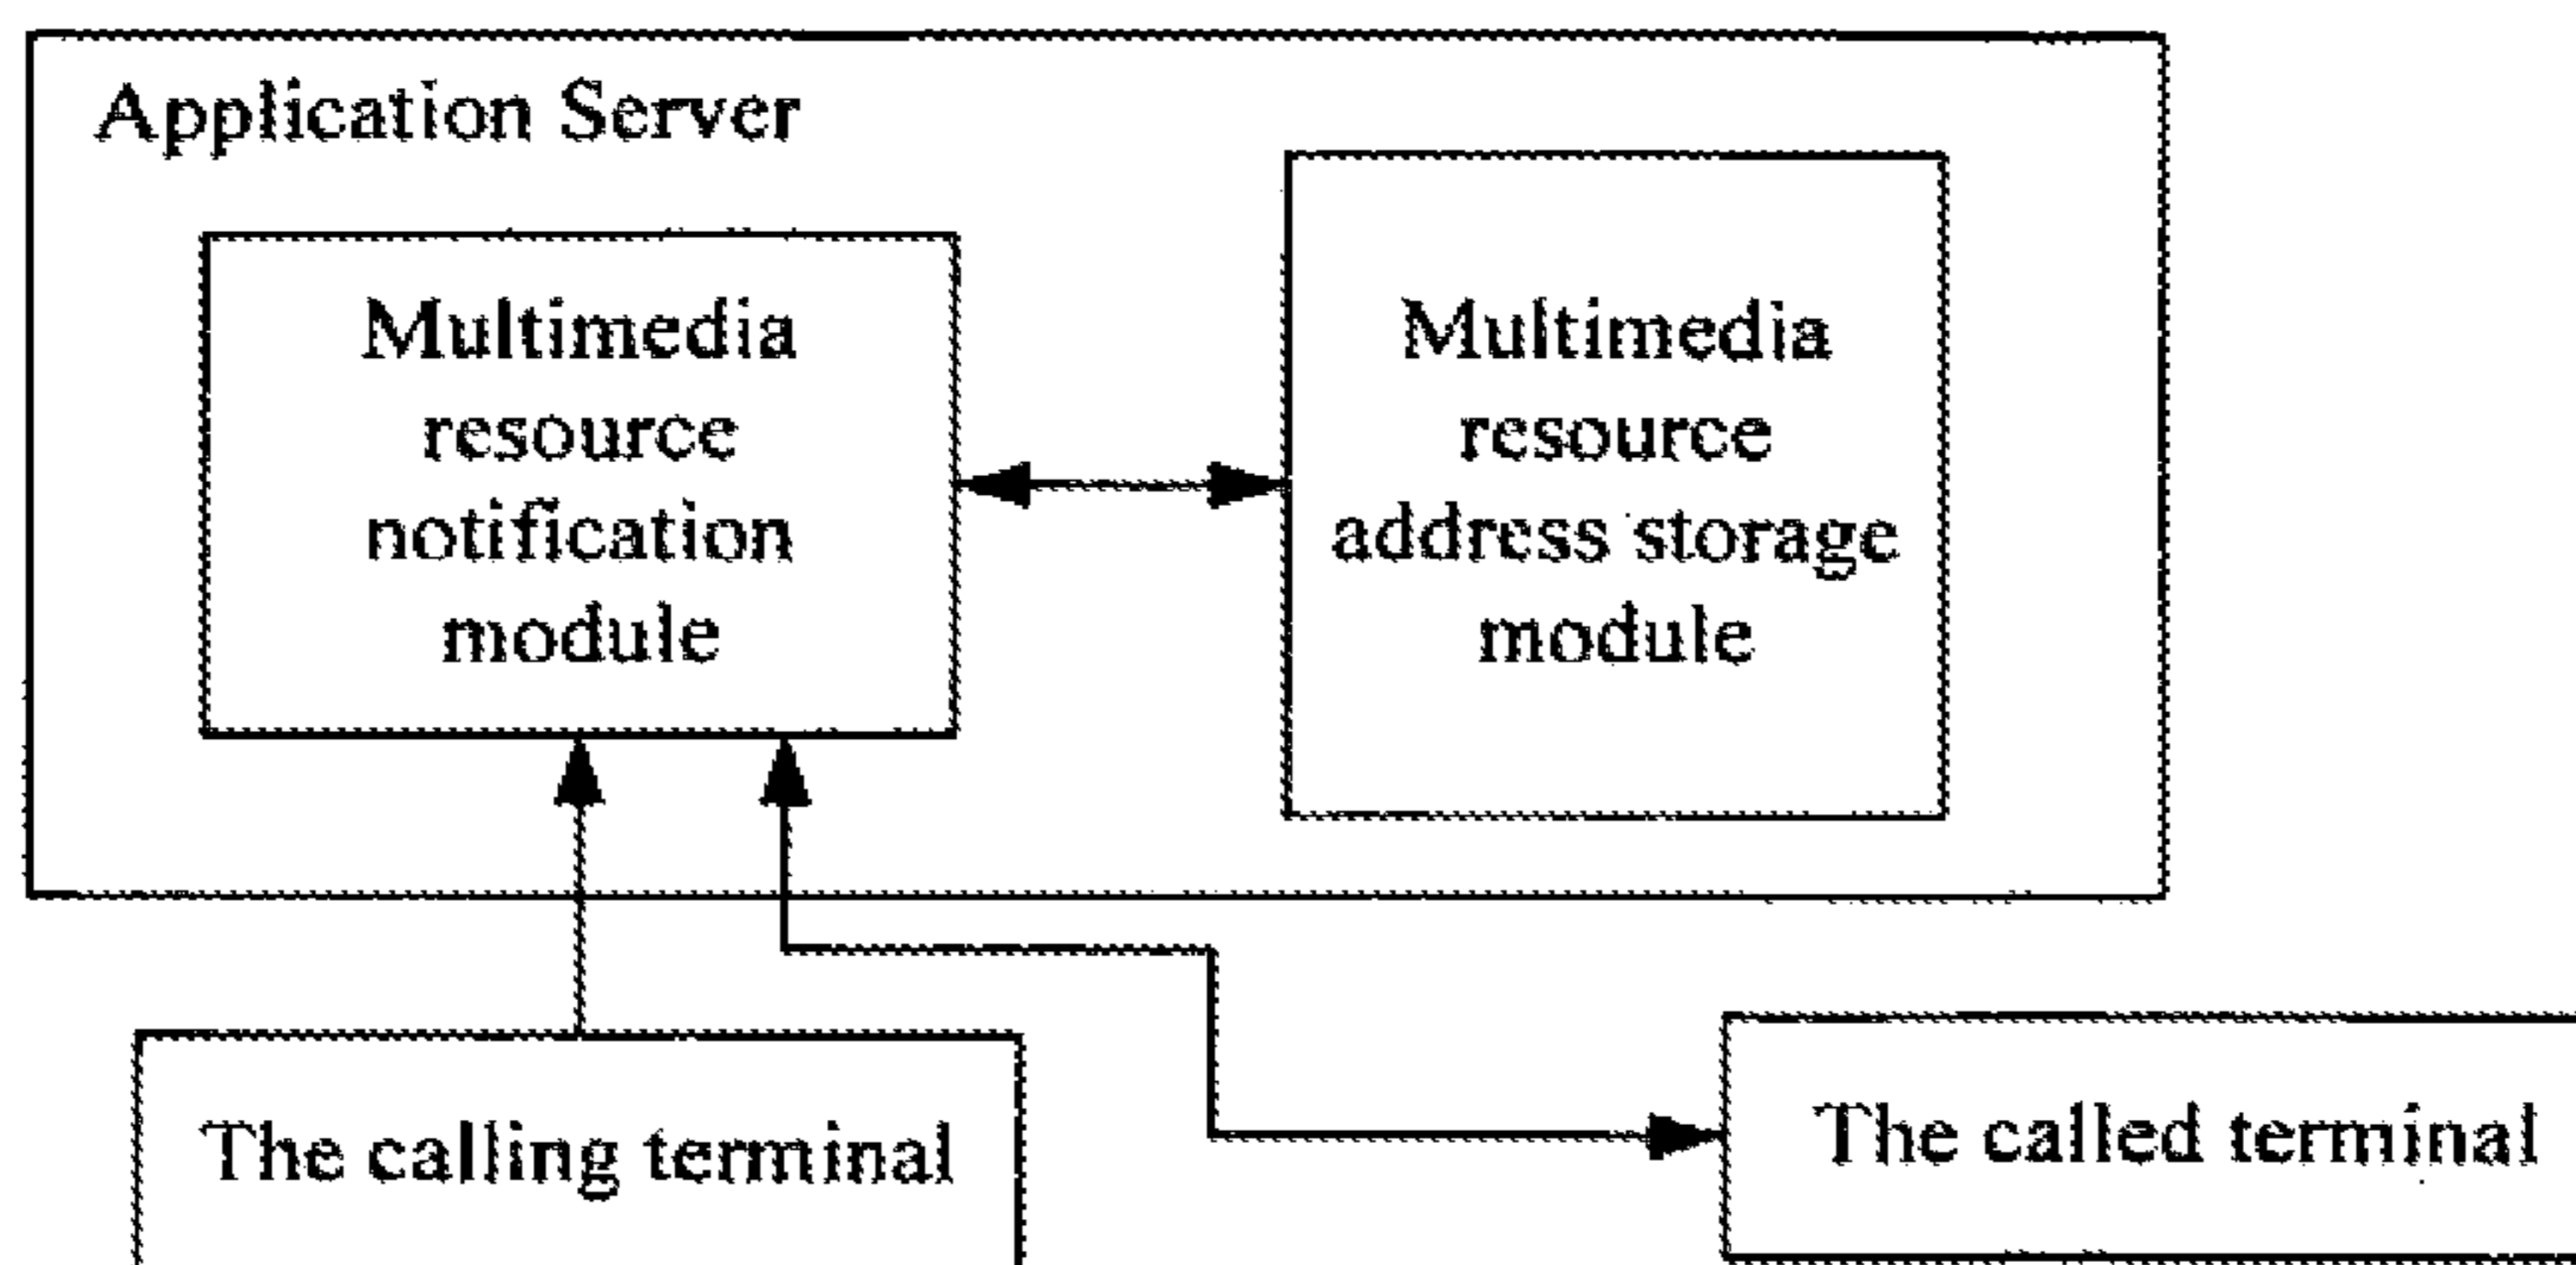 Application Server
Multimedia
resource
notification
module
Multimedia
resource
address storage
module
The calling terminal
The called terminal